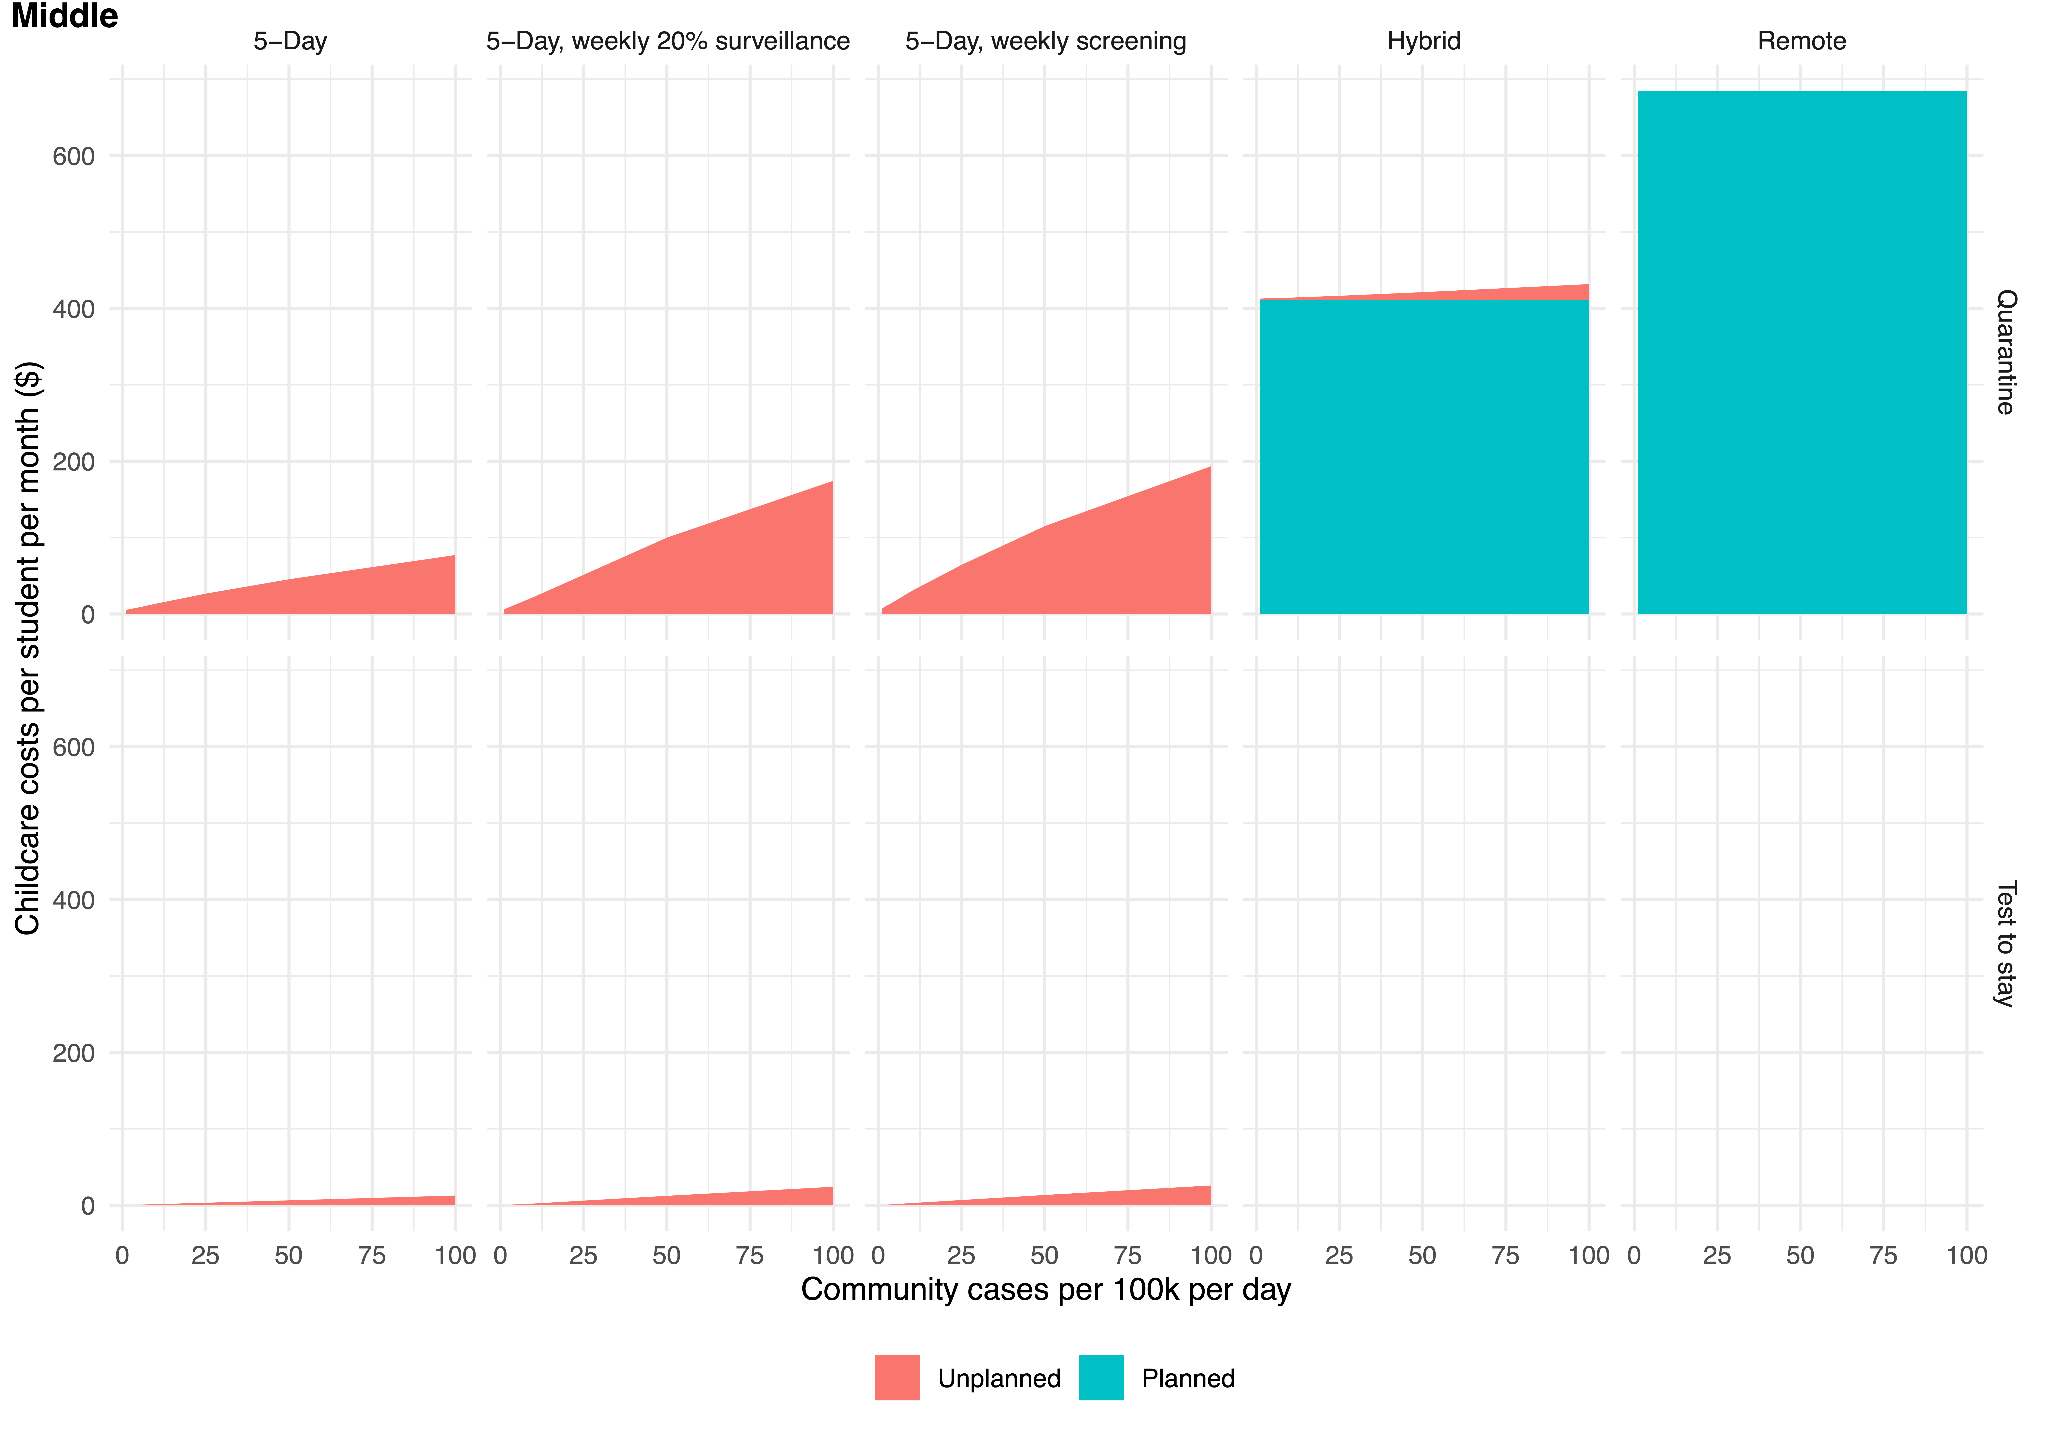 Middle
5−Day
5−Day, weekly 20% surveillance
5−Day, weekly screening
Hybrid
Remote
Childcare costs per student per month ($)
600
400
200
0
Quarantine
600
400
200
0
Test to stay
0 25 50 75 100
0 25 50 75 100
0 25 50 75 100
0 25 50 75 100
0 25 50 75 100
Community cases per 100k per day
Unplanned
Planned